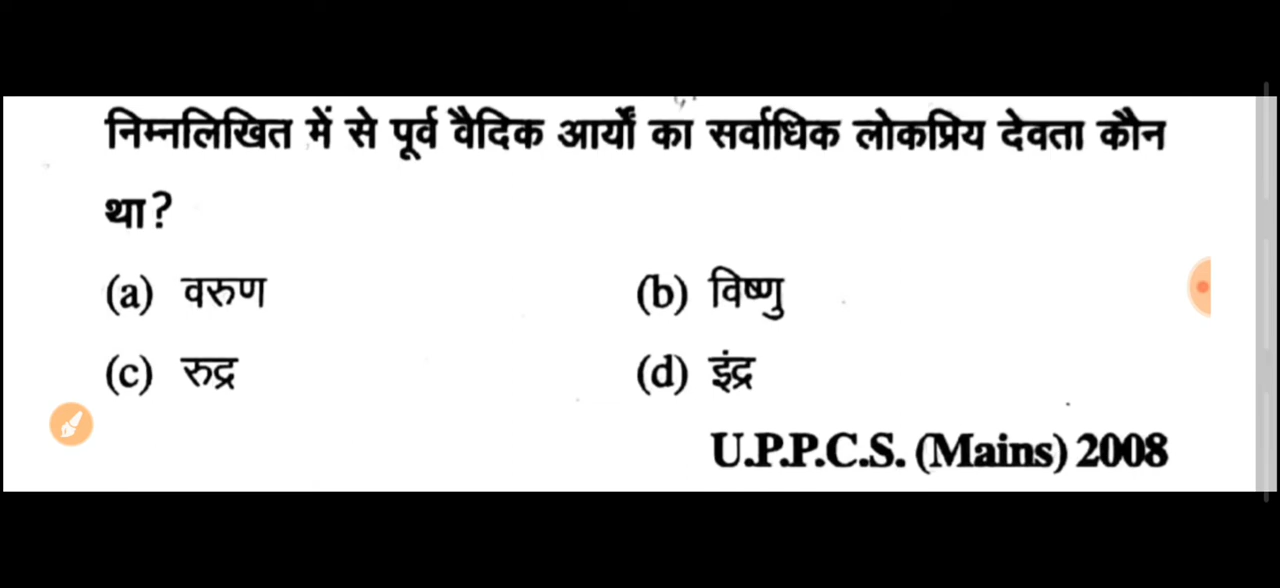 निम्नलिखित में से पूर्व वैदिक आर्यों का सर्वाधिक लोकप्रिय देवता कौन
था?
(a) वरुण (b) विष्णु
(c) रुद्र (d) इंद्र
U.P.P.C.S. (Mains) 2008